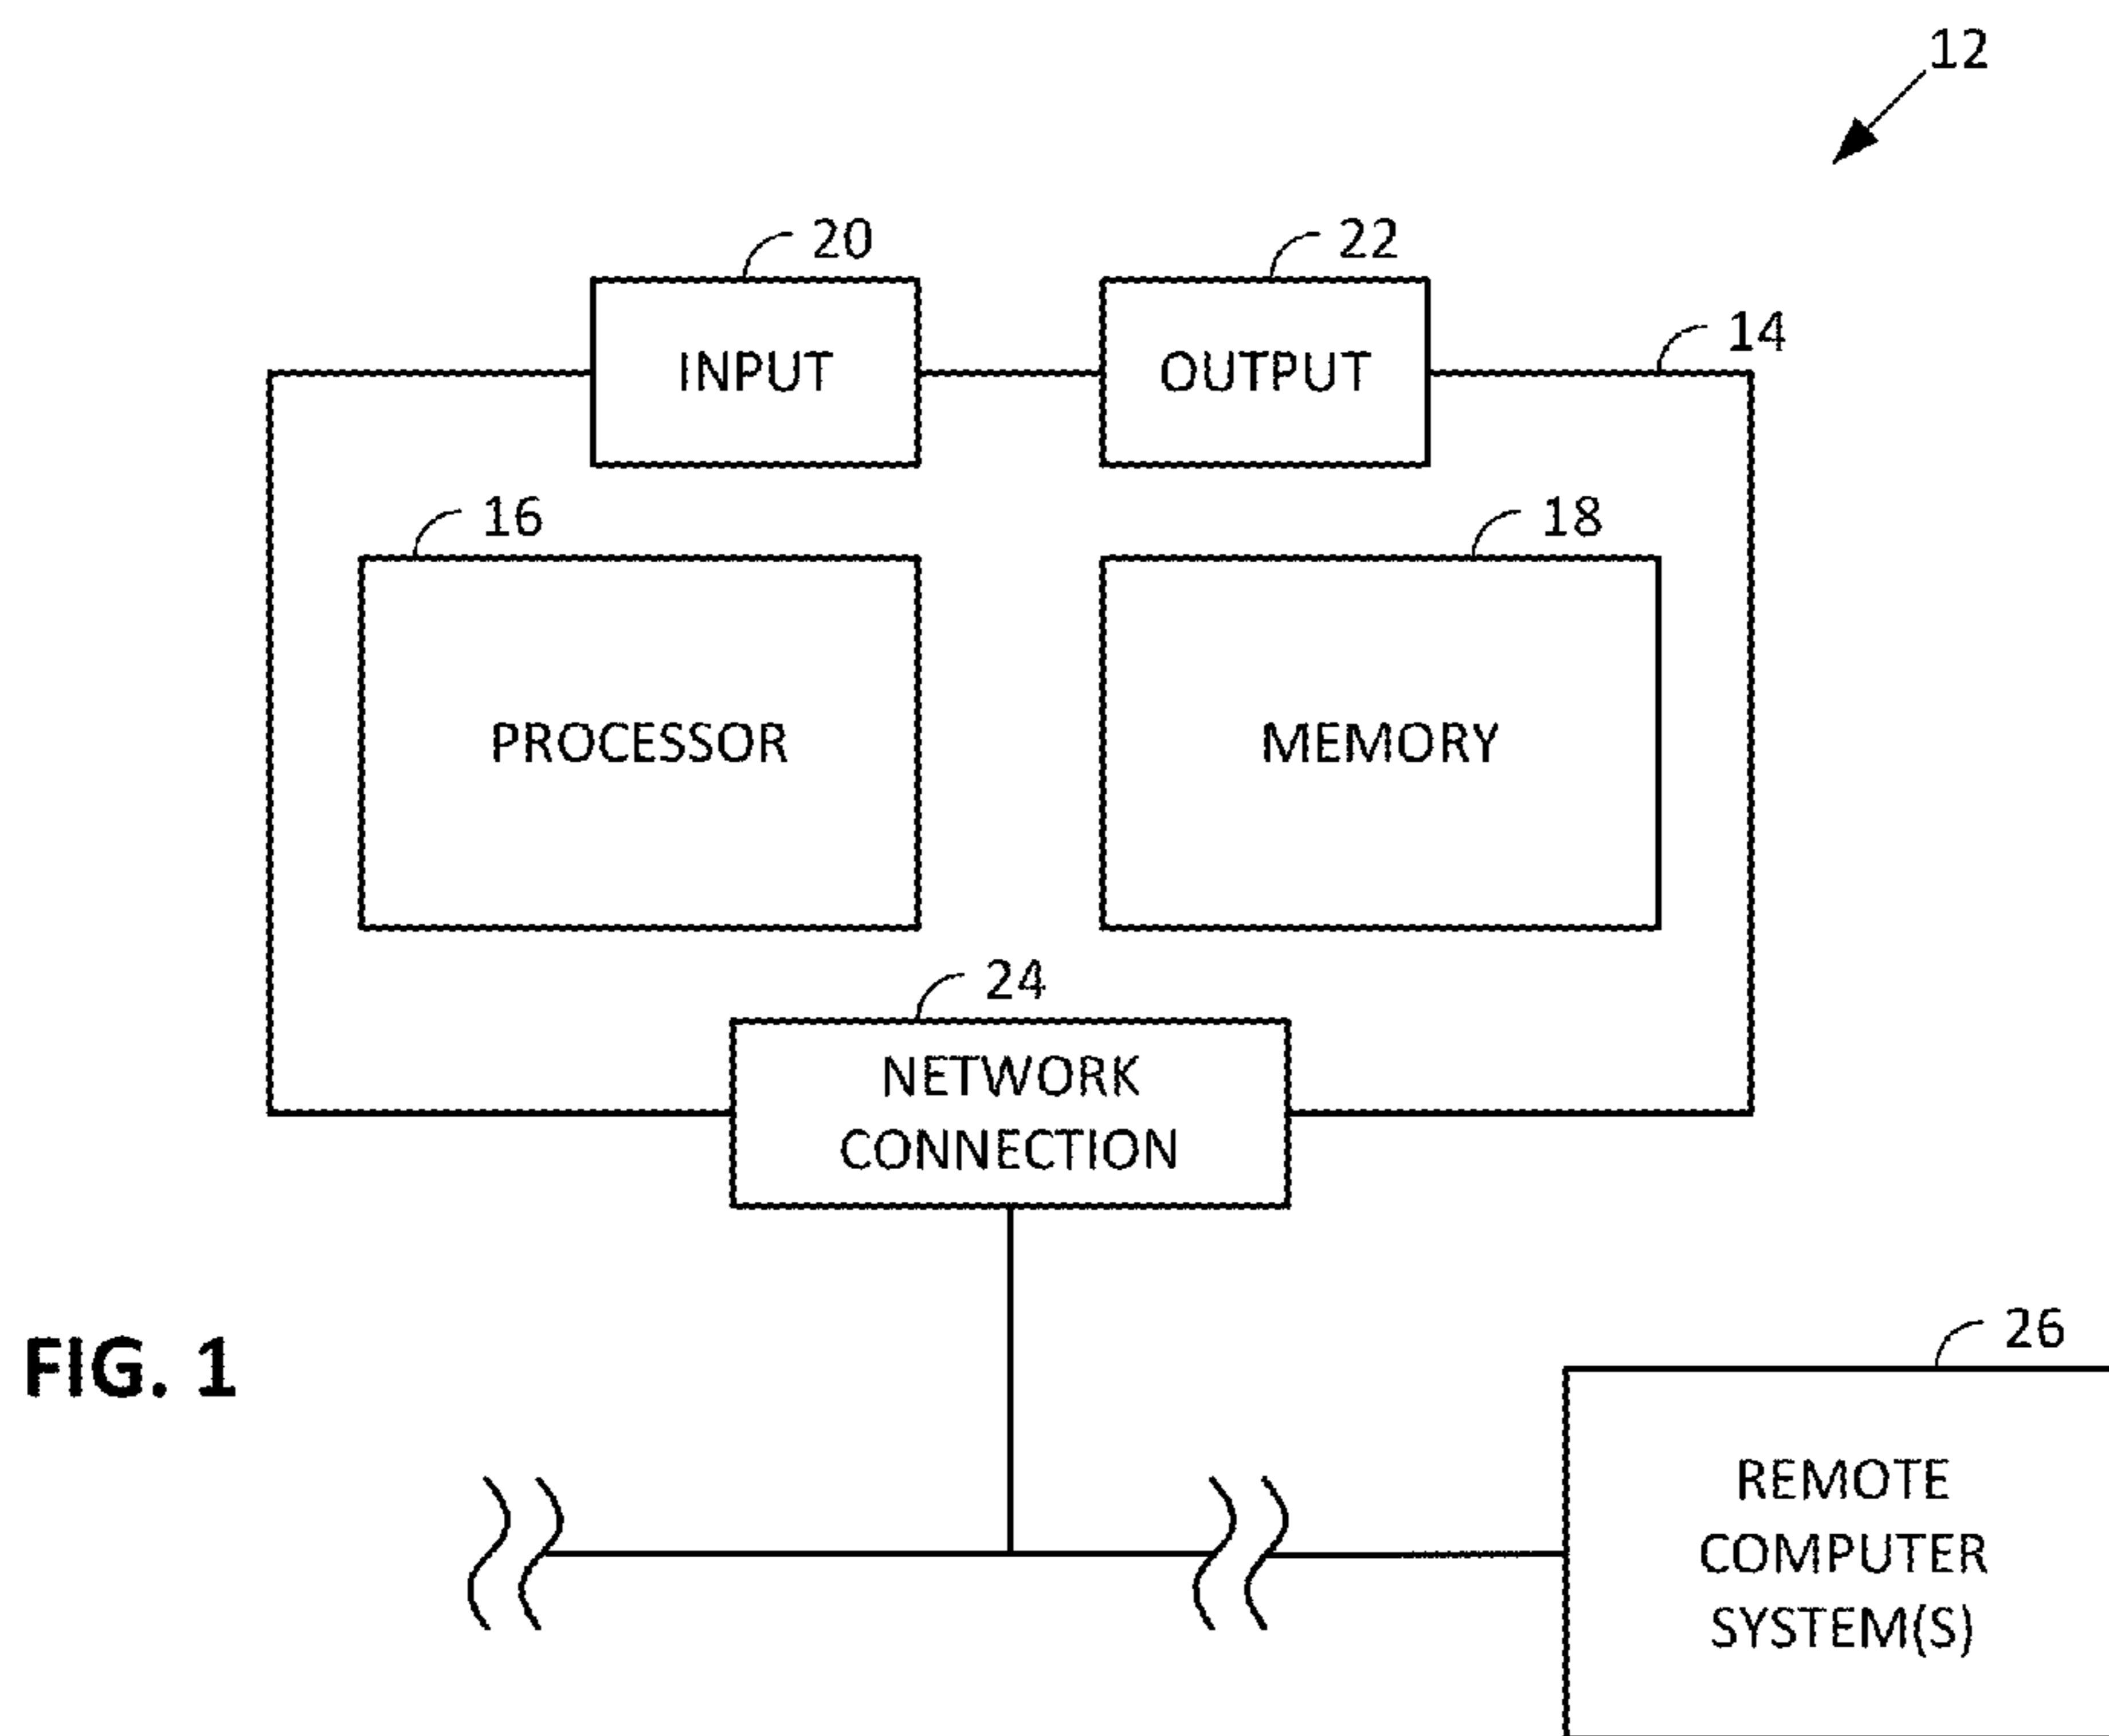 12
20
22
INPUT
OUTPUT
14
16
18
PROCESSOR
MEMORY
24
NETWORK
CONNECTION
FIG. 1
26
REMOTE
COMPUTER
SYSTEM(S)